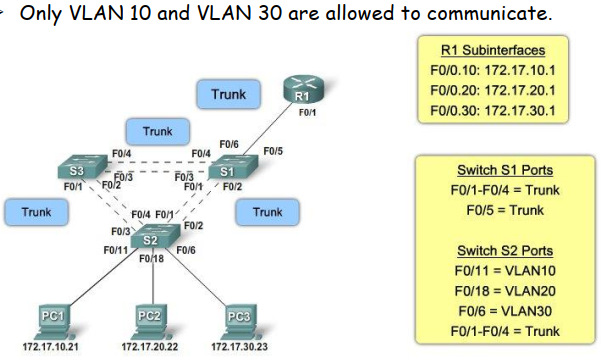 Only VLAN 10 and VLAN 30 are allowed to communicate.
R1 Subinterfaces
F0/0.10: 172.17.10.1
F0/0.20: 172.17.20.1
F0/0.30: 172.17.30.1
Trunk
R1
F0/1
Trunk
F0/4
F0/4
F0/6
F0/5
S3
S1
F0/3
F0/3
F0/1
F0/2
F0/1
F0/2
Switch S1 Ports
F0/1-F0/4 = Trunk
F0/5 = Trunk
Trunk
Trunk
F0/4
F0/1
F0/3
F0/2
S2
F0/11
F0/6
F0/18
Switch S2 Ports
F0/11 = VLAN10
F0/18 = VLAN20
F0/6 = VLAN30
F0/1-F0/4 = Trunk
PC1
PC2
PC3
172.17.10.21
172.17.20.22
172.17.30.23